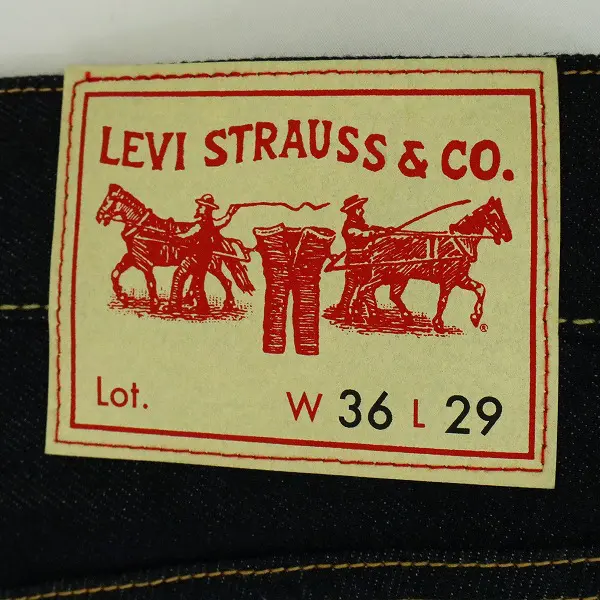 LEVI STRAUSS & CO.
®
Lot. W 36 L 29